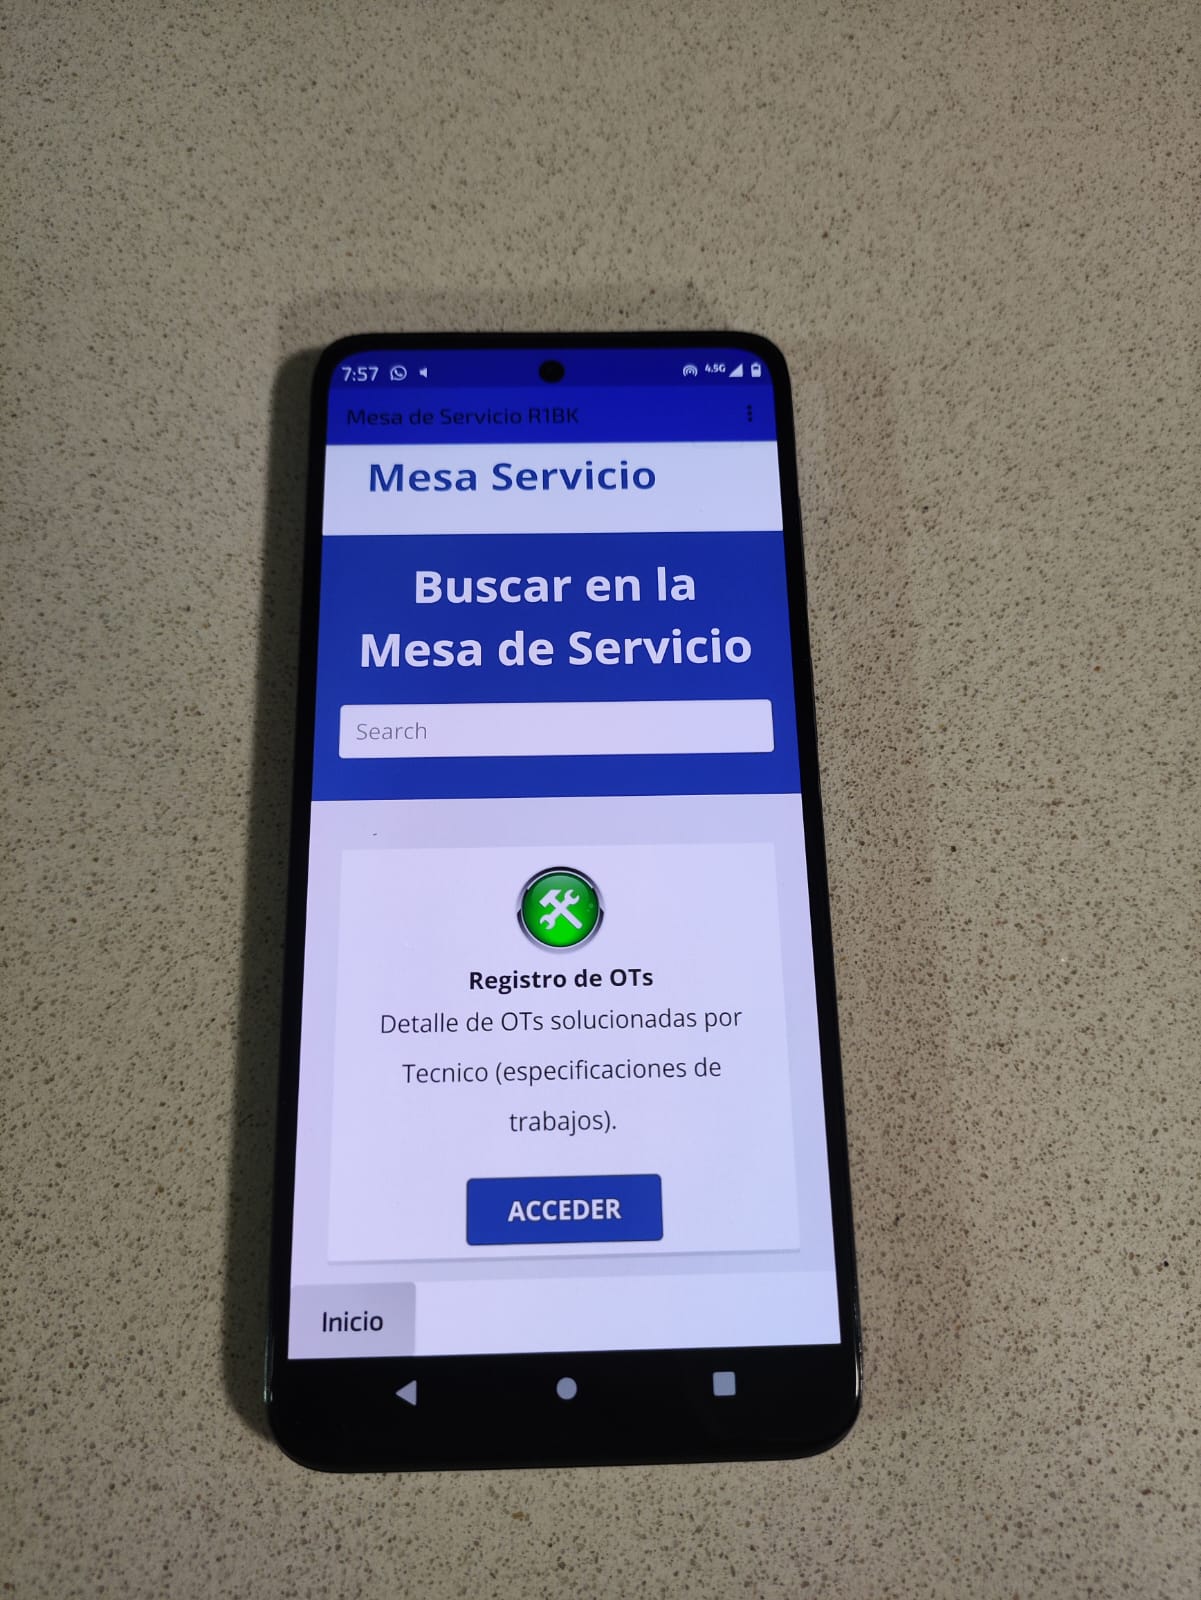 7:57
4.5G
Mesa de Servicio R1BK
Mesa Servicio
Buscar en la
Mesa de Servicio
Search
Registro de OTs
Detalle de OTs solucionadas por
Tecnico (especificaciones de
trabajos).
ACCEDER
Inicio